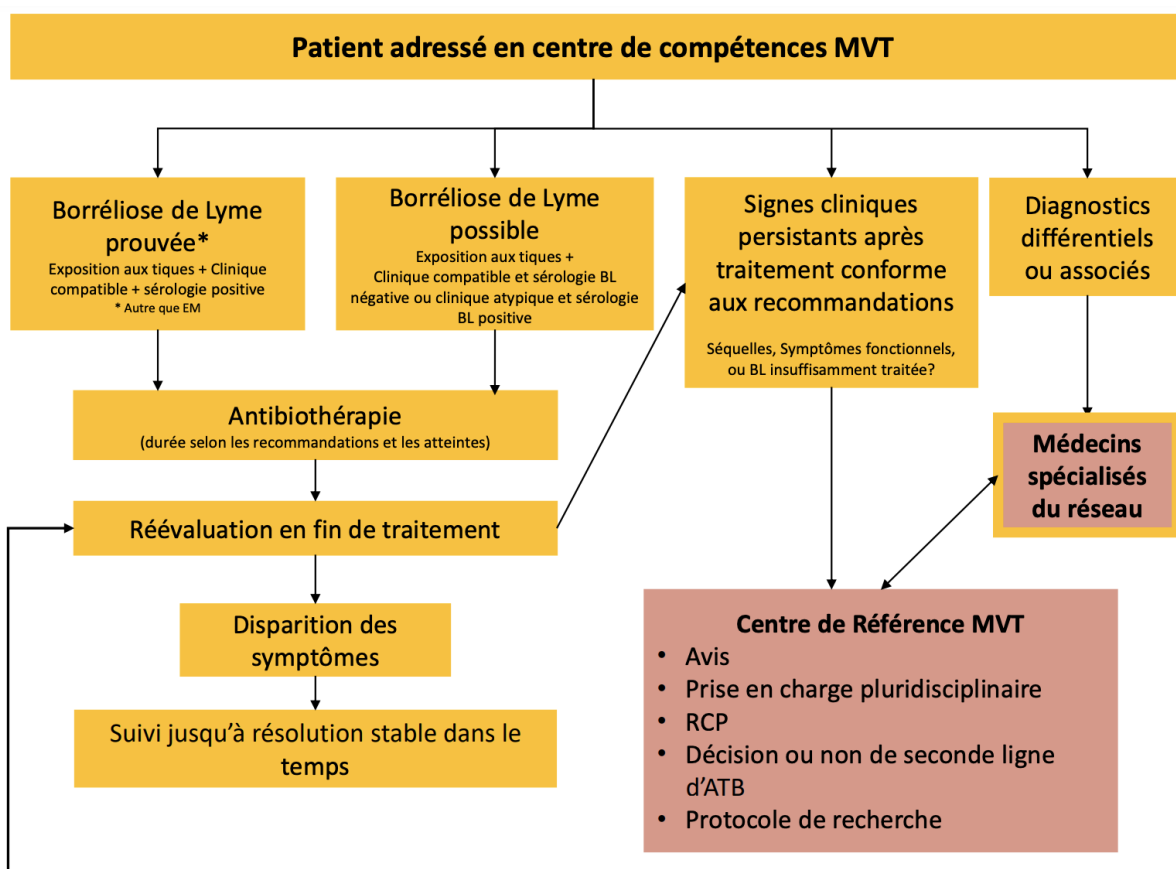 Patient adressé en centre de compétences MVT
Borréliose de Lyme
prouvée*
Exposition aux tiques + Clinique
compatible + sérologie positive
* Autre que EM
Borréliose de Lyme
possible
Exposition aux tiques +
Clinique compatible et sérologie BL
négative ou clinique atypique et sérologie
BL positive
Signes cliniques
persistants après
traitement conforme
aux recommandations
Séquelles, Symptômes fonctionnels,
ou BL insuffisamment traitée?
Diagnostics
différentiels
ou associés
Antibiothérapie
(durée selon les recommandations et les atteintes)
Médecins
spécialisés
du réseau
Réévaluation en fin de traitement
Disparition des
symptômes
Suivi jusqu'à résolution stable dans le
temps
Centre de Référence MVT
• Avis
• Prise en charge pluridisciplinaire
• RCP
• Décision ou non de seconde ligne
d'ATB
• Protocole de recherche